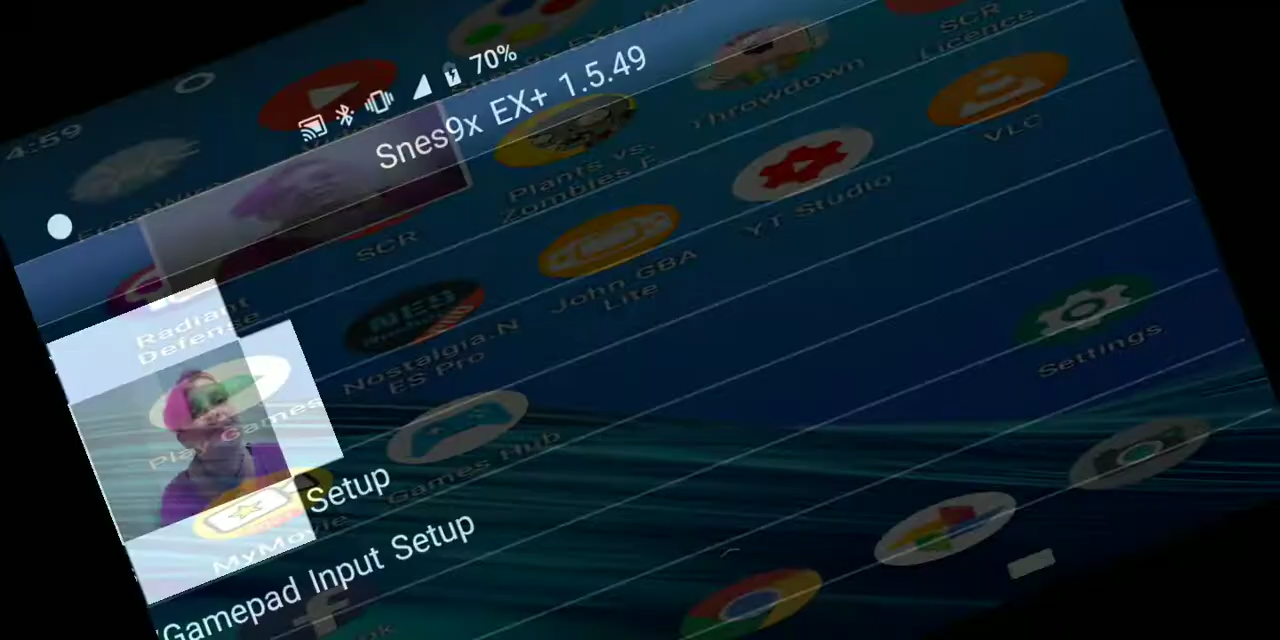 70%
Snes9x EX+ 1.5.49
4:59
SCR
Licence
Throwdown
VLC
Plants vs.
Zombies F
YT Studio
SCR
John GBA
Lite
Radiant
Defense
Nostalgia.N
ES Pro
Settings
Play Games
Games Hub
Setup
MyMovie
Gamepad Input Setup